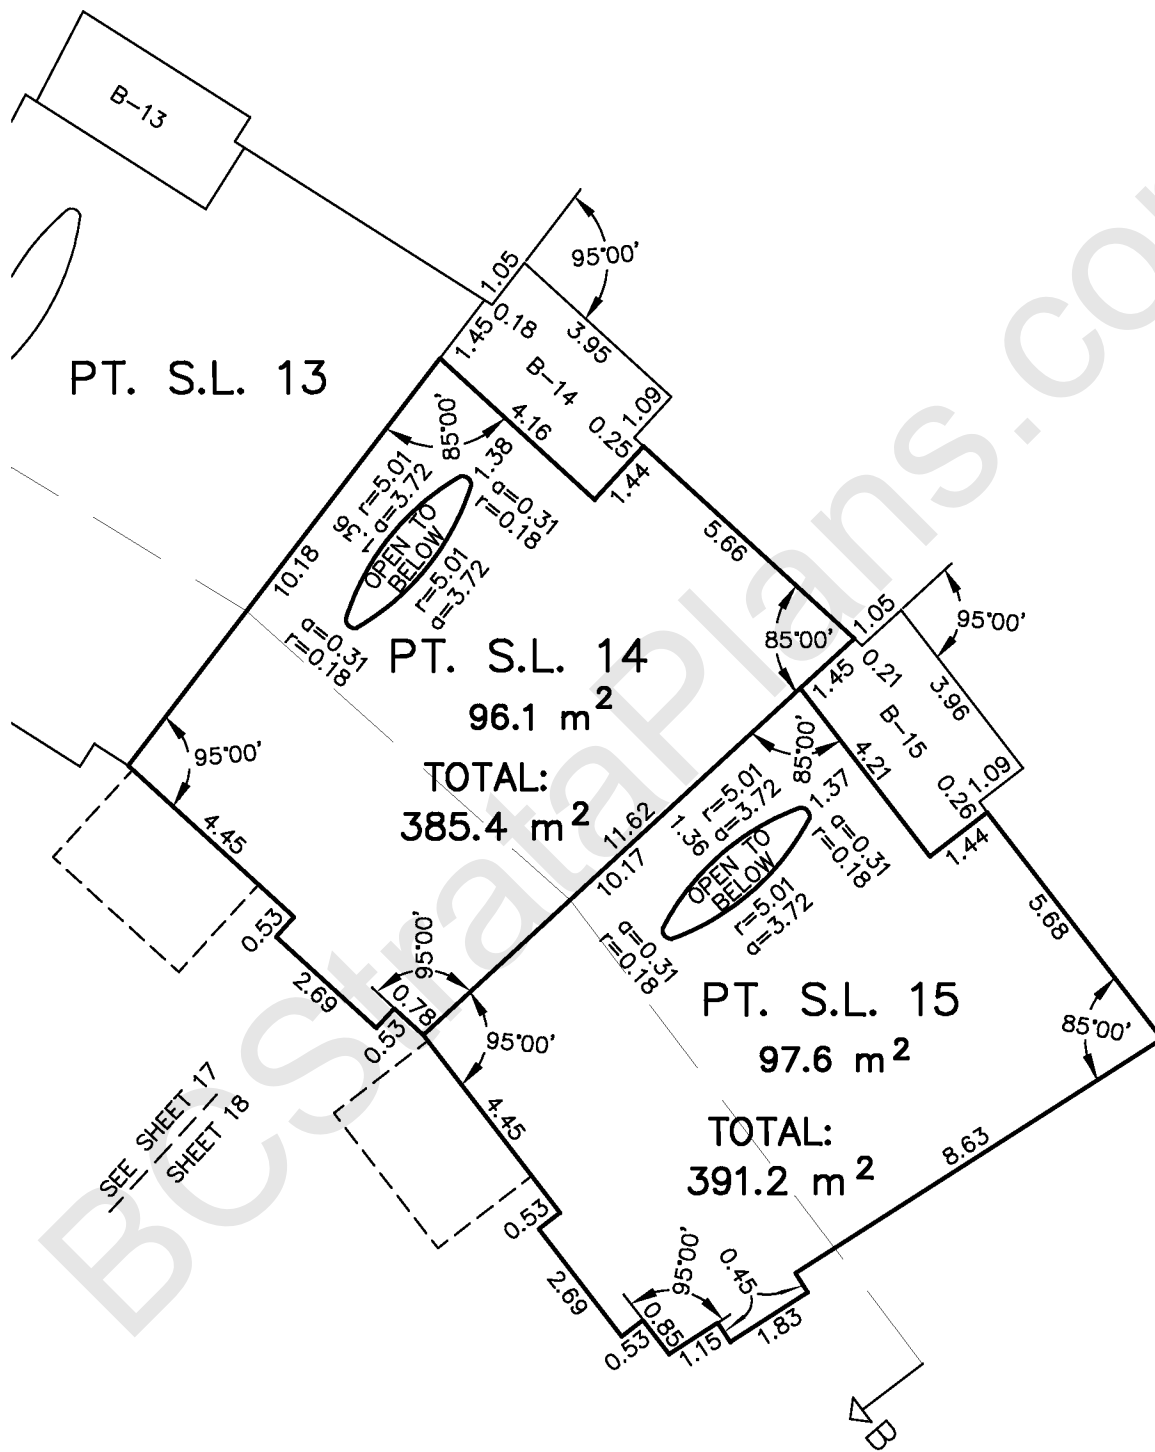 B-13
95°00'
1.05
0.18
1.45
3.95
B-14
1.09
0.25
4.16
85°00'
1.38
1.44
PT. S.L. 13
r=5.01
a=3.72
1.36
a=0.31
r=0.18
OPEN TO
BELOW
r=5.01
a=3.72
5.66
10.18
a=0.31
r=0.18
PT. S.L. 14
96.1 m²
TOTAL:
385.4 m²
85°00'
1.05
95°00'
0.21
1.45
3.96
B-15
1.09
0.26
4.21
85°00'
1.37
1.44
95°00'
4.45
r=5.01
a=3.72
1.36
11.62
10.17
a=0.31
r=0.18
OPEN TO
BELOW
r=5.01
a=3.72
5.68
0.53
2.69
95°00'
0.78
0.53
a=0.31
r=0.18
PT. S.L. 15
97.6 m²
TOTAL:
391.2 m²
85°00'
95°00'
4.45
8.63
SEE SHEET 17
SHEET 18
0.53
2.69
95°00'
0.45
0.85
0.53
1.15
1.83
B
BCStrataPlans.co